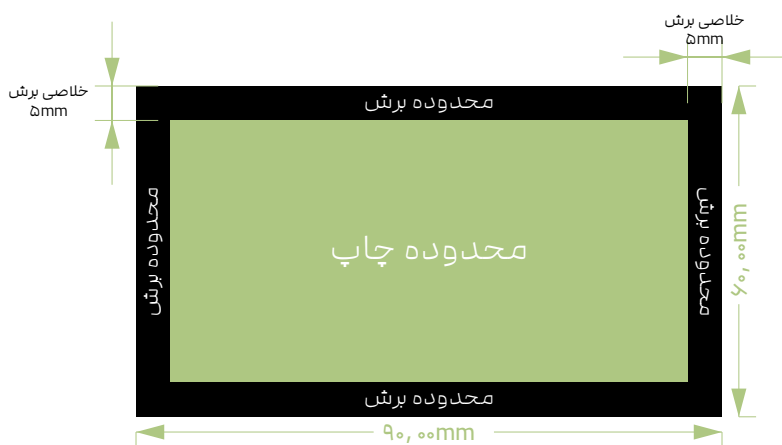 خلاصی برش
۵mm
خلاصی برش
۵mm
محدوده برش
محدوده برش
محدوده چاپ
محدوده برش
۶۰,۰۰mm
محدوده برش
۹۰,۰۰mm